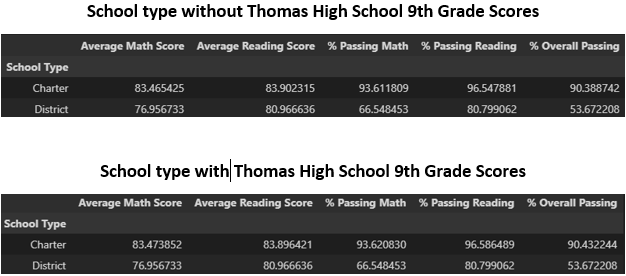 School type without Thomas High School 9th Grade Scores
Average Math Score Average Reading Score % Passing Math % Passing Reading % Overall Passing
School Type
Charter 83.465425 83.902315 93.611809 96.547881 90.388742
District 76.956733 80.966636 66.548453 80.799062 53.672208
School type with Thomas High School 9th Grade Scores
Average Math Score Average Reading Score % Passing Math % Passing Reading % Overall Passing
School Type
Charter 83.473852 83.896421 93.620830 96.586489 90.432244
District 76.956733 80.966636 66.548453 80.799062 53.672208